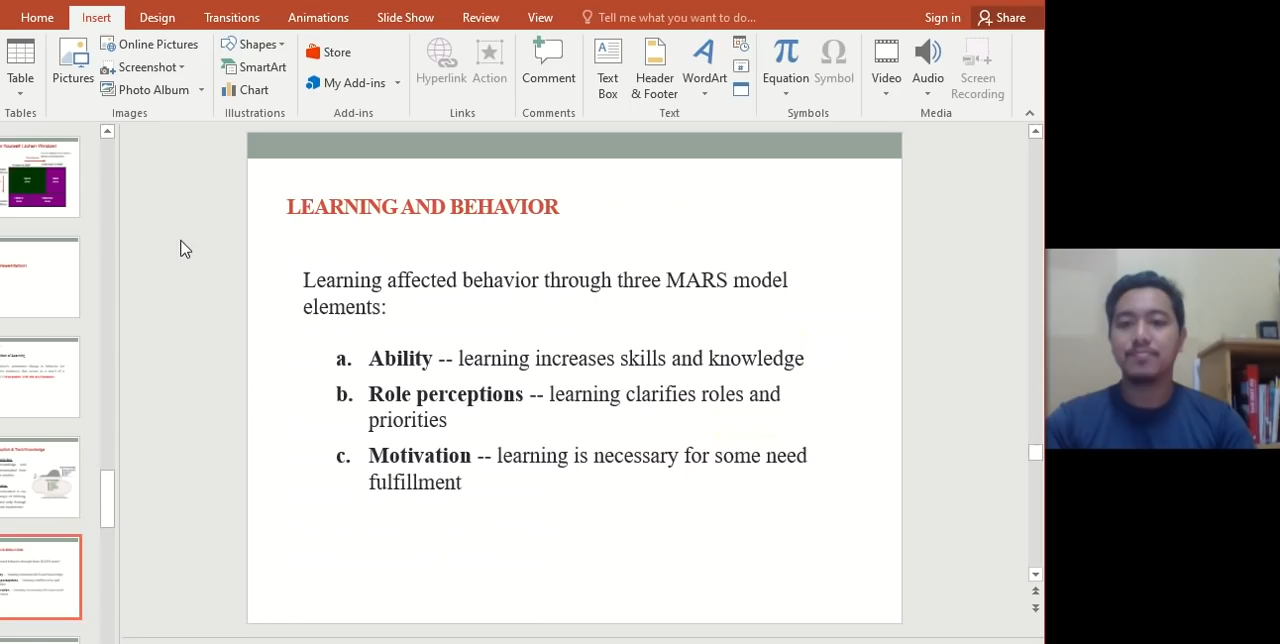 Home Insert Design Transitions Animations Slide Show Review View Tell me what you want to do... Sign in Share
Table
Pictures
Online Pictures
Screenshot
Photo Album
Shapes
SmartArt
Chart
Store
My Add-ins
Hyperlink Action
Comment
Text Box
Header & Footer
WordArt
Equation Symbol
Video Audio Screen Recording
Tables Images Illustrations Add-ins Links Comments Text Symbols Media
LEARNING AND BEHAVIOR
Learning affected behavior through three MARS model
elements:
a. Ability -- learning increases skills and knowledge
b. Role perceptions -- learning clarifies roles and
priorities
c. Motivation -- learning is necessary for some need
fulfillment